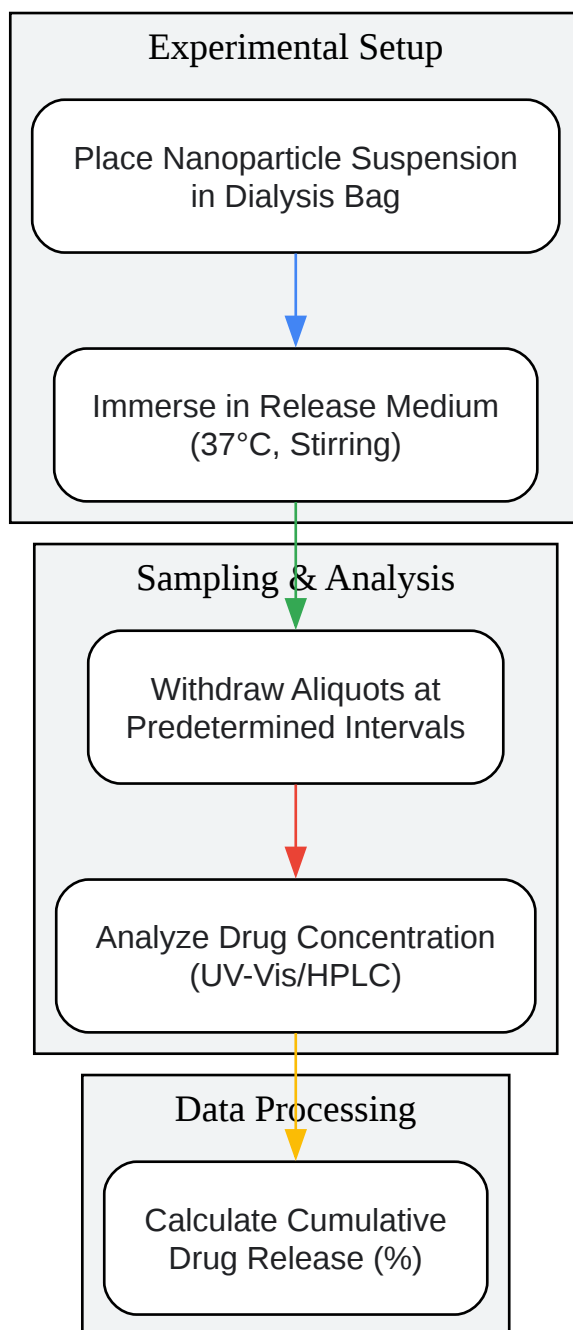 Experimental Setup
Place Nanoparticle Suspension
in Dialysis Bag
Immerse in Release Medium
(37°C, Stirring)
Sampling & Analysis
Withdraw Aliquots at
Predetermined Intervals
Analyze Drug Concentration
(UV-Vis/HPLC)
Data Processing
Calculate Cumulative
Drug Release (%)